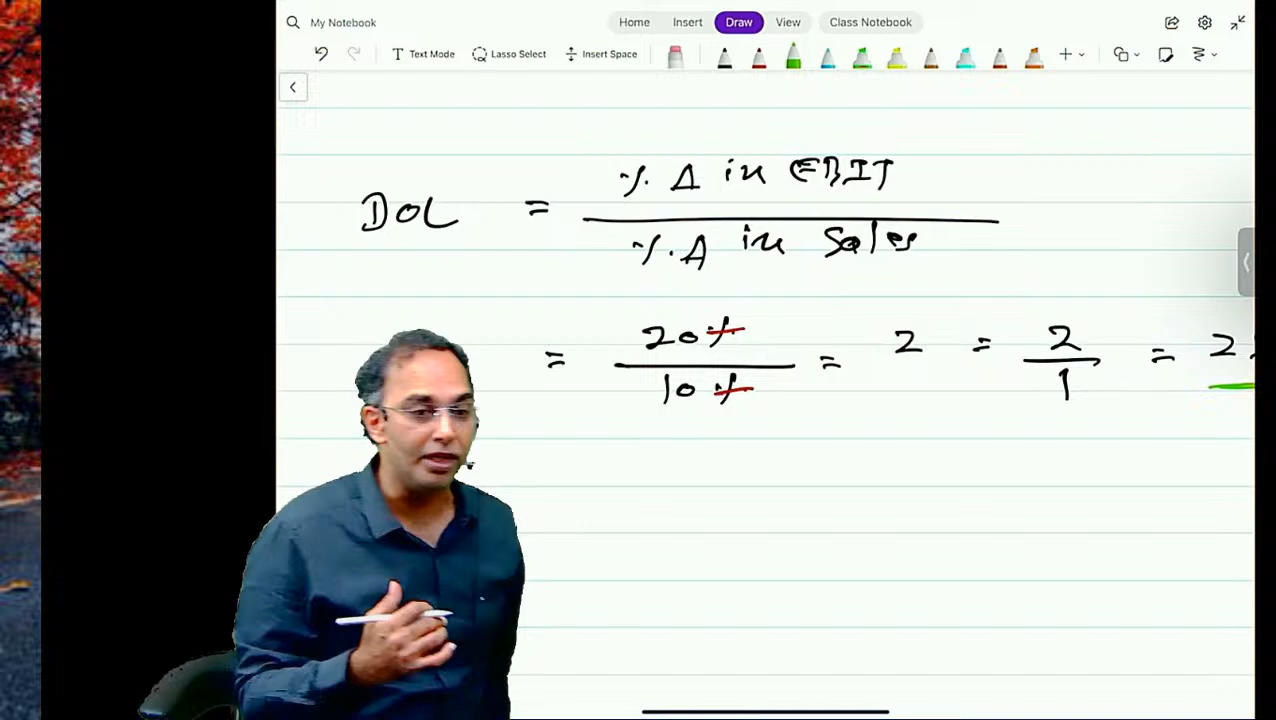 My Notebook
Home Insert Draw View Class Notebook
Text Mode Lasso Select Insert Space
DOL = % Δ in EBIT
% Δ in Sales
= 20% = 2 = 2 = 2
10% 1